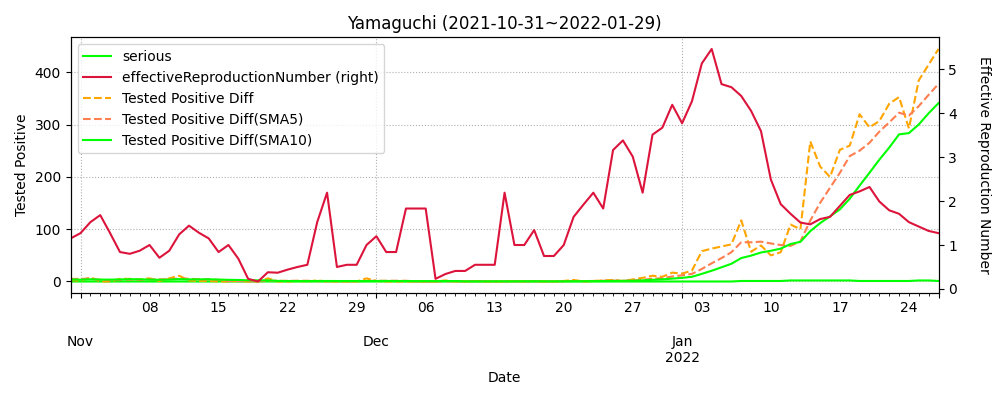 Yamaguchi (2021-10-31~2022-01-29)
serious
effectiveReproductionNumber (right)
Tested Positive Diff
Tested Positive Diff(SMA5)
Tested Positive Diff(SMA10)
Tested Positive
400
300
200
100
0
5
4
3
2
1
0
Effective Reproduction Number
08 15 22 29 06 13 20 27 03 10 17 24
Nov Dec Jan
2022
Date